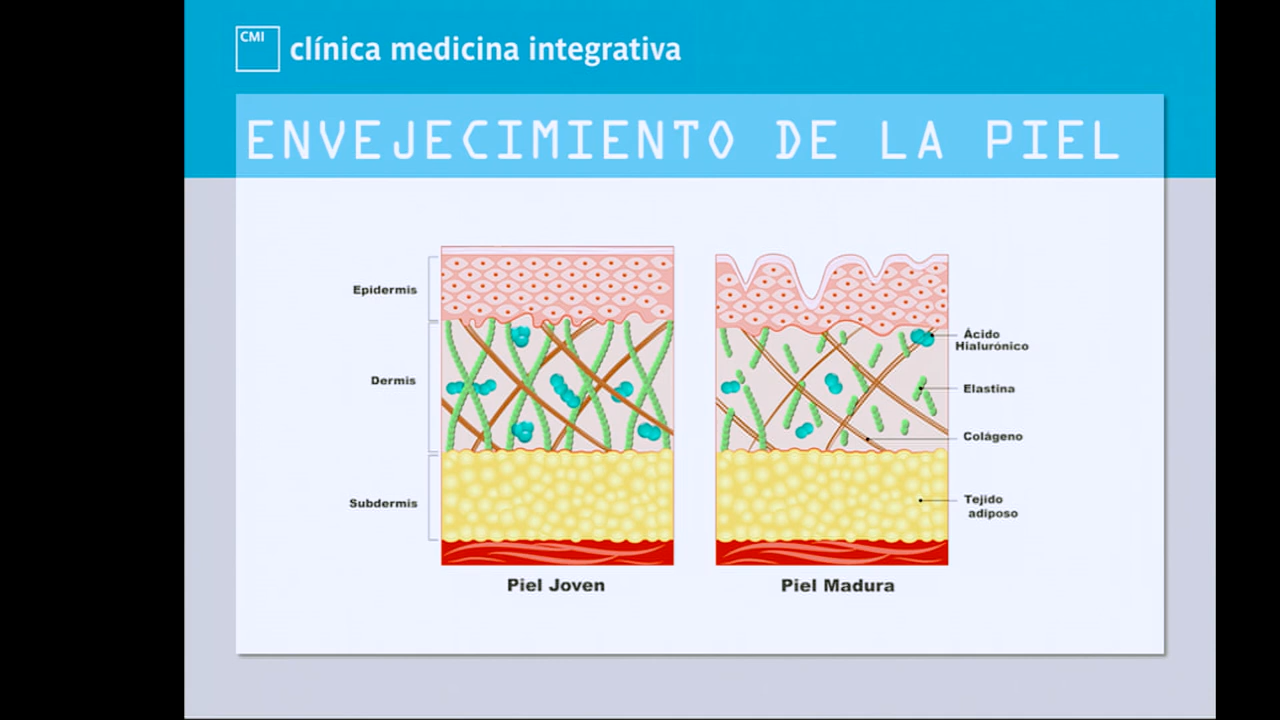 CMI
clínica medicina integrativa
ENVEJECIMIENTO DE LA PIEL
Epidermis
Dermis
Subdermis
Ácido
Hialurónico
Elastina
Colágeno
Tejido
adiposo
Piel Joven
Piel Madura